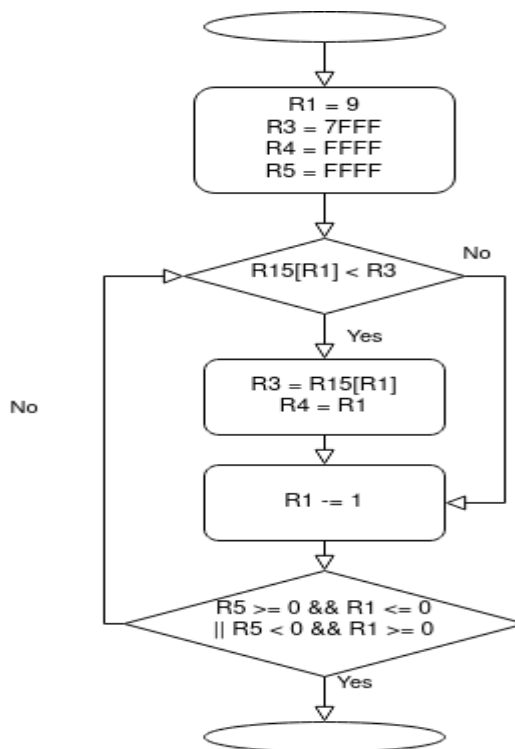 R1 = 9
R3 = 7FFF
R4 = FFFF
R5 = FFFF
R15[R1] < R3
No
Yes
R3 = R15[R1]
R4 = R1
No
R1 -= 1
R5 >= 0 && R1 <= 0
|| R5 < 0 && R1 >= 0
Yes